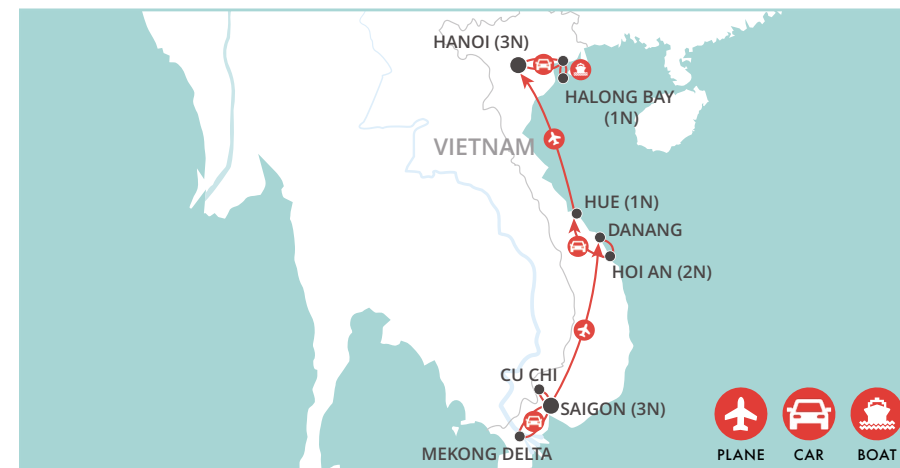 HANOI (3N)
HALONG BAY
(1N)
VIETNAM
HUE (1N)
DANANG
HOI AN (2N)
CU CHI
SAIGON (3N)
MEKONG DELTA
PLANE
CAR
BOAT